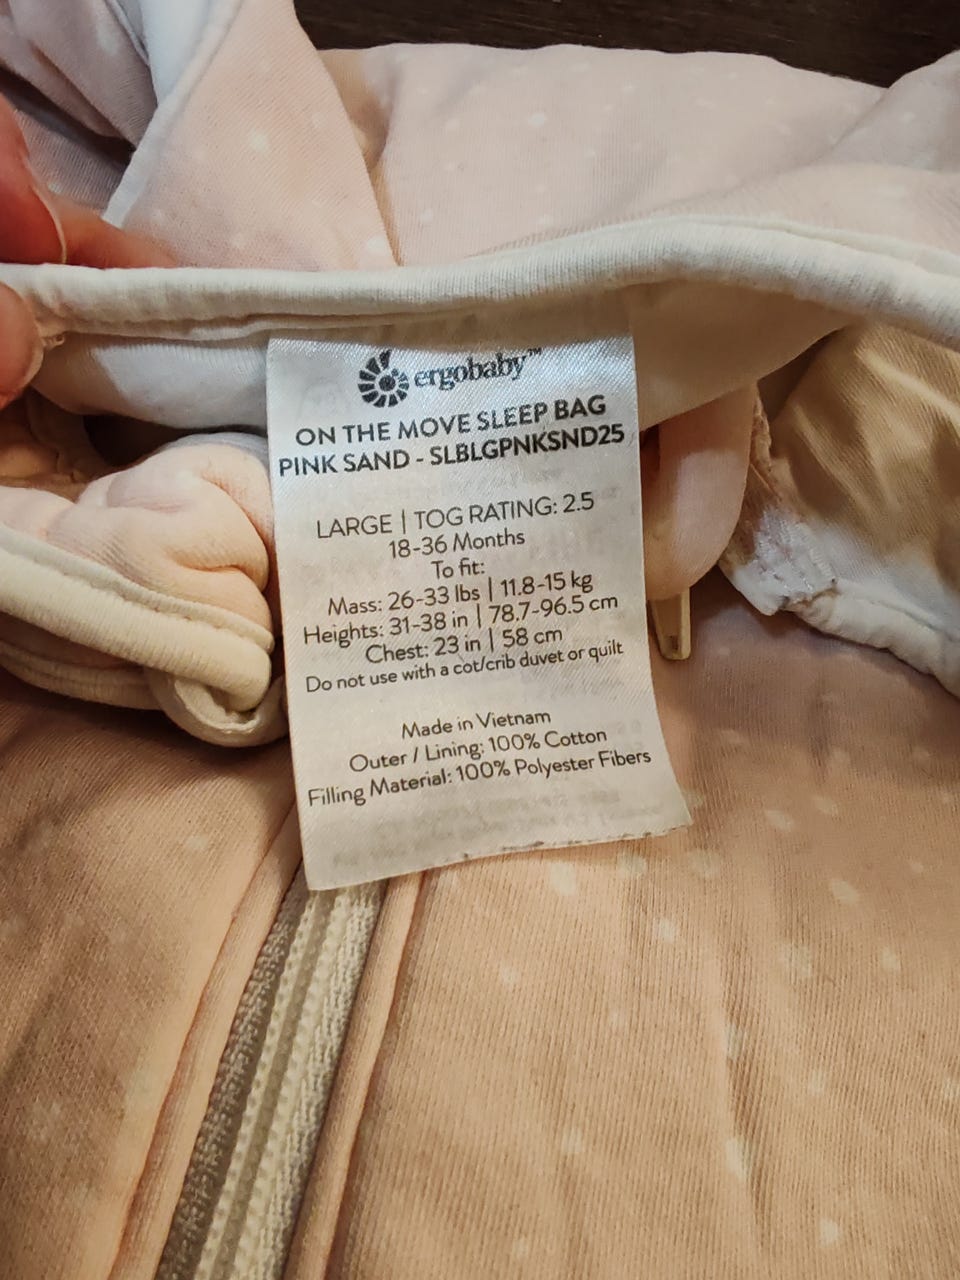 ergobaby™
ON THE MOVE SLEEP BAG
PINK SAND - SLBLGPNKSND25
LARGE | TOG RATING: 2.5
18-36 Months
To fit:
Mass: 26-33 lbs | 11.8-15 kg
Heights: 31-38 in | 78.7-96.5 cm
Chest: 23 in | 58 cm
Do not use with a cot/crib duvet or quilt
Made in Vietnam
Outer / Lining: 100% Cotton
Filling Material: 100% Polyester Fibers